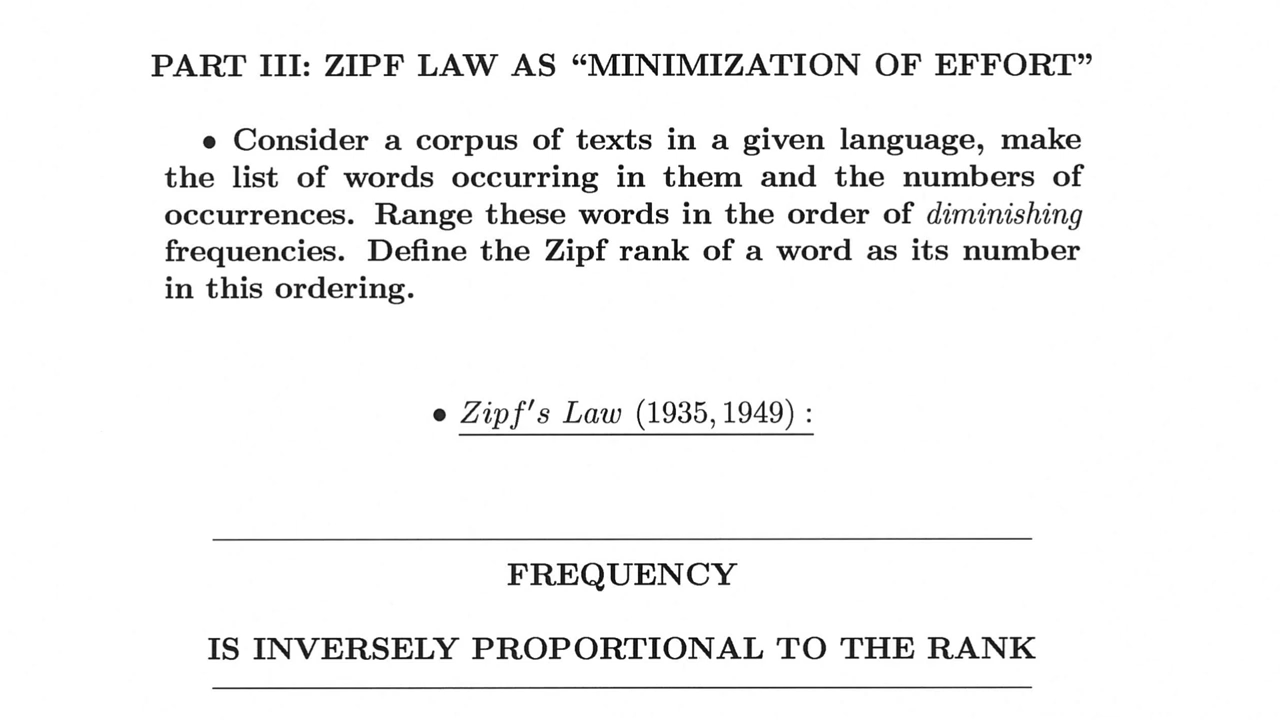 PART III: ZIPF LAW AS “MINIMIZATION OF EFFORT”
• Consider a corpus of texts in a given language, make
the list of words occurring in them and the numbers of
occurrences. Range these words in the order of diminishing
frequencies. Define the Zipf rank of a word as its number
in this ordering.
• Zipf′s Law (1935, 1949) :
FREQUENCY
IS INVERSELY PROPORTIONAL TO THE RANK